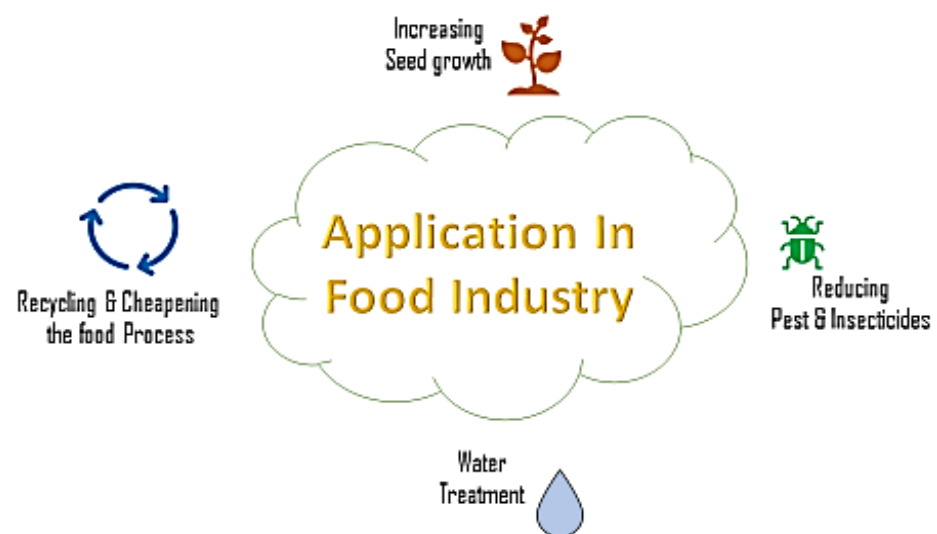 Increasing
Seed growth
Application In
Food Industry
Recycling & Cheapening
the food Process
Reducing
Pest & Insecticides
Water
Treatment